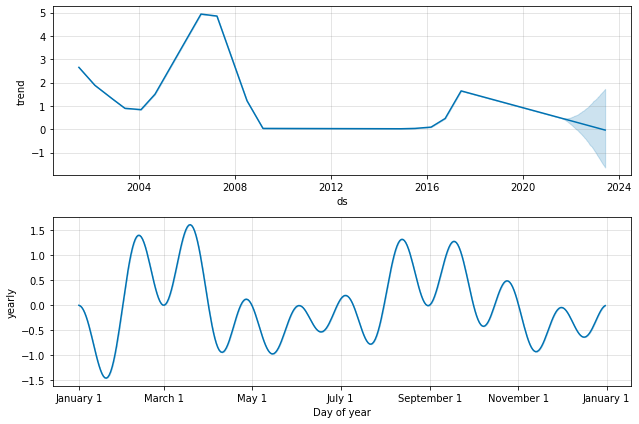 5
4
3
2
1
0
−1
trend
2004 2008 2012 2016 2020 2024
ds
1.5
1.0
0.5
0.0
−0.5
−1.0
−1.5
yearly
January 1 March 1 May 1 July 1 September 1 November 1 January 1
Day of year